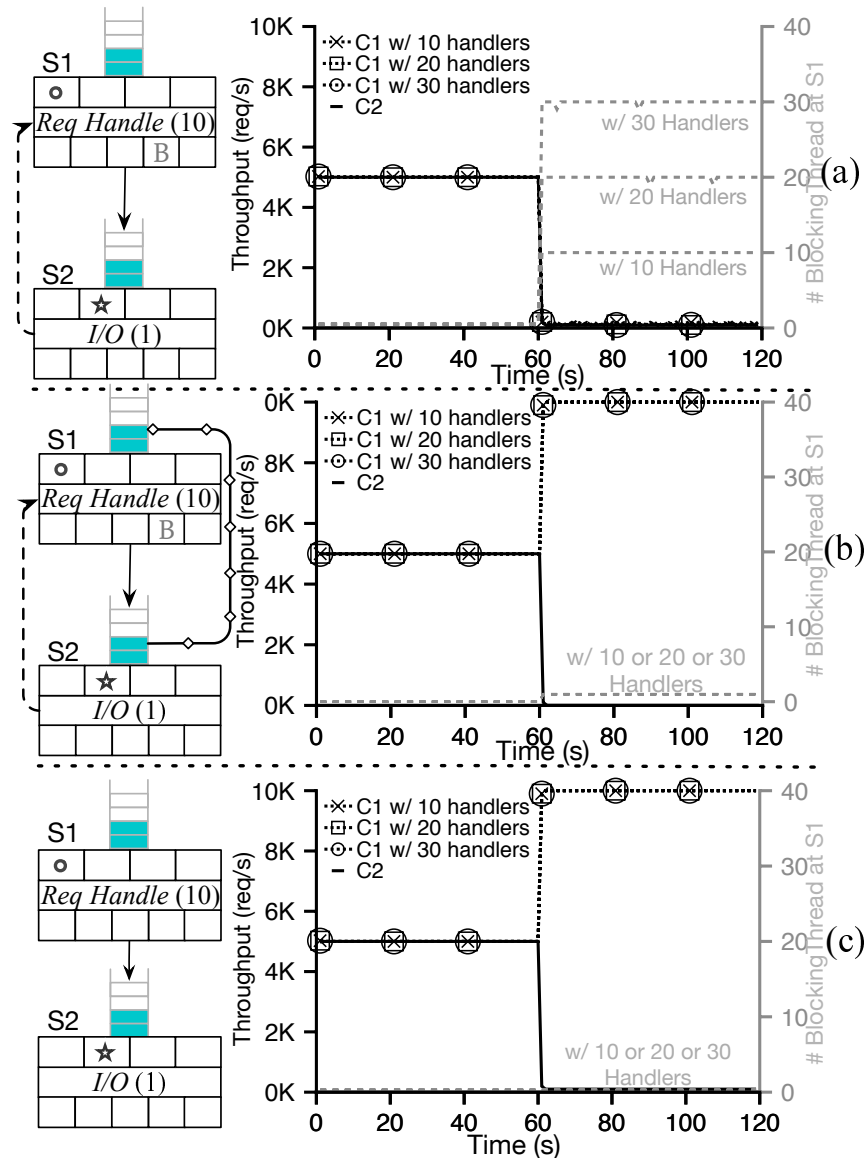 S1
Req Handle (10)
B
S2
I/O (1)
10K
8K
6K
4K
2K
0K
Throughput (req/s)
C1 w/ 10 handlers
C1 w/ 20 handlers
C1 w/ 30 handlers
C2
w/ 30 Handlers
w/ 20 Handlers
w/ 10 Handlers
40
30
20
10
0
# BlockingThread at S1
0 20 40 60 80 100 120
Time (s)
(a)
S1
Req Handle (10)
B
S2
I/O (1)
0K
8K
6K
4K
2K
0K
Throughput (req/s)
C1 w/ 10 handlers
C1 w/ 20 handlers
C1 w/ 30 handlers
C2
w/ 10 or 20 or 30
Handlers
40
30
20
10
0
# BlockingThread at S1
0 20 40 60 80 100 120
Time (s)
(b)
S1
Req Handle (10)
S2
I/O (1)
10K
8K
6K
4K
2K
0K
Throughput (req/s)
C1 w/ 10 handlers
C1 w/ 20 handlers
C1 w/ 30 handlers
C2
w/ 10 or 20 or 30
Handlers
40
30
20
10
0
# BlockingThread at S1
0 20 40 60 80 100 120
Time (s)
(c)